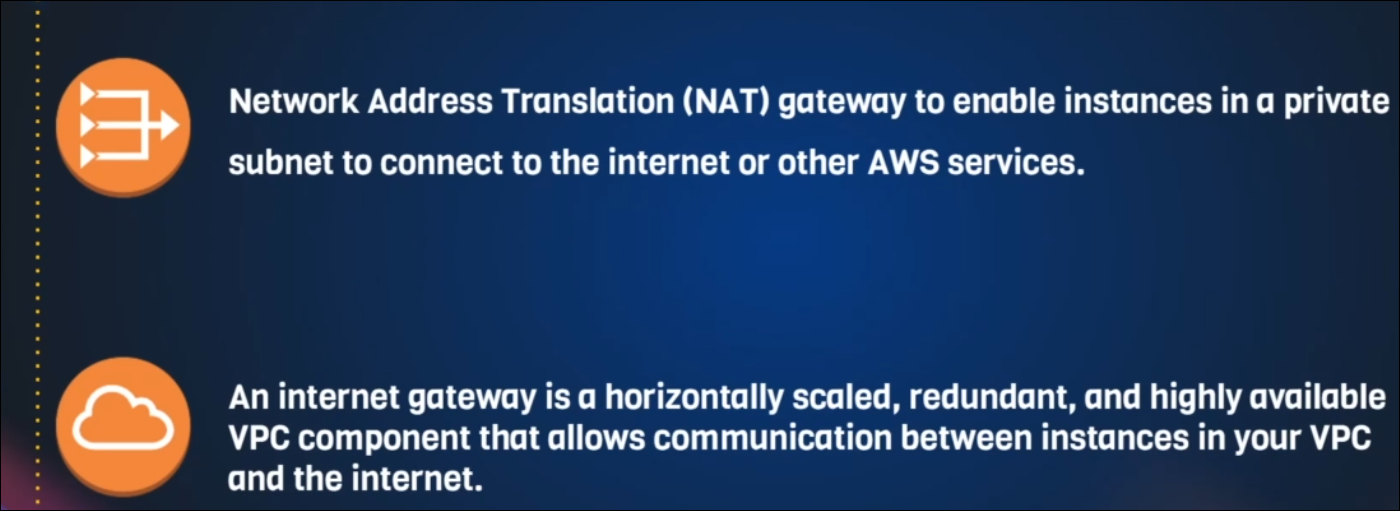 Network Address Translation (NAT) gateway to enable instances in a private
subnet to connect to the internet or other AWS services.
An internet gateway is a horizontally scaled, redundant, and highly available
VPC component that allows communication between instances in your VPC
and the internet.